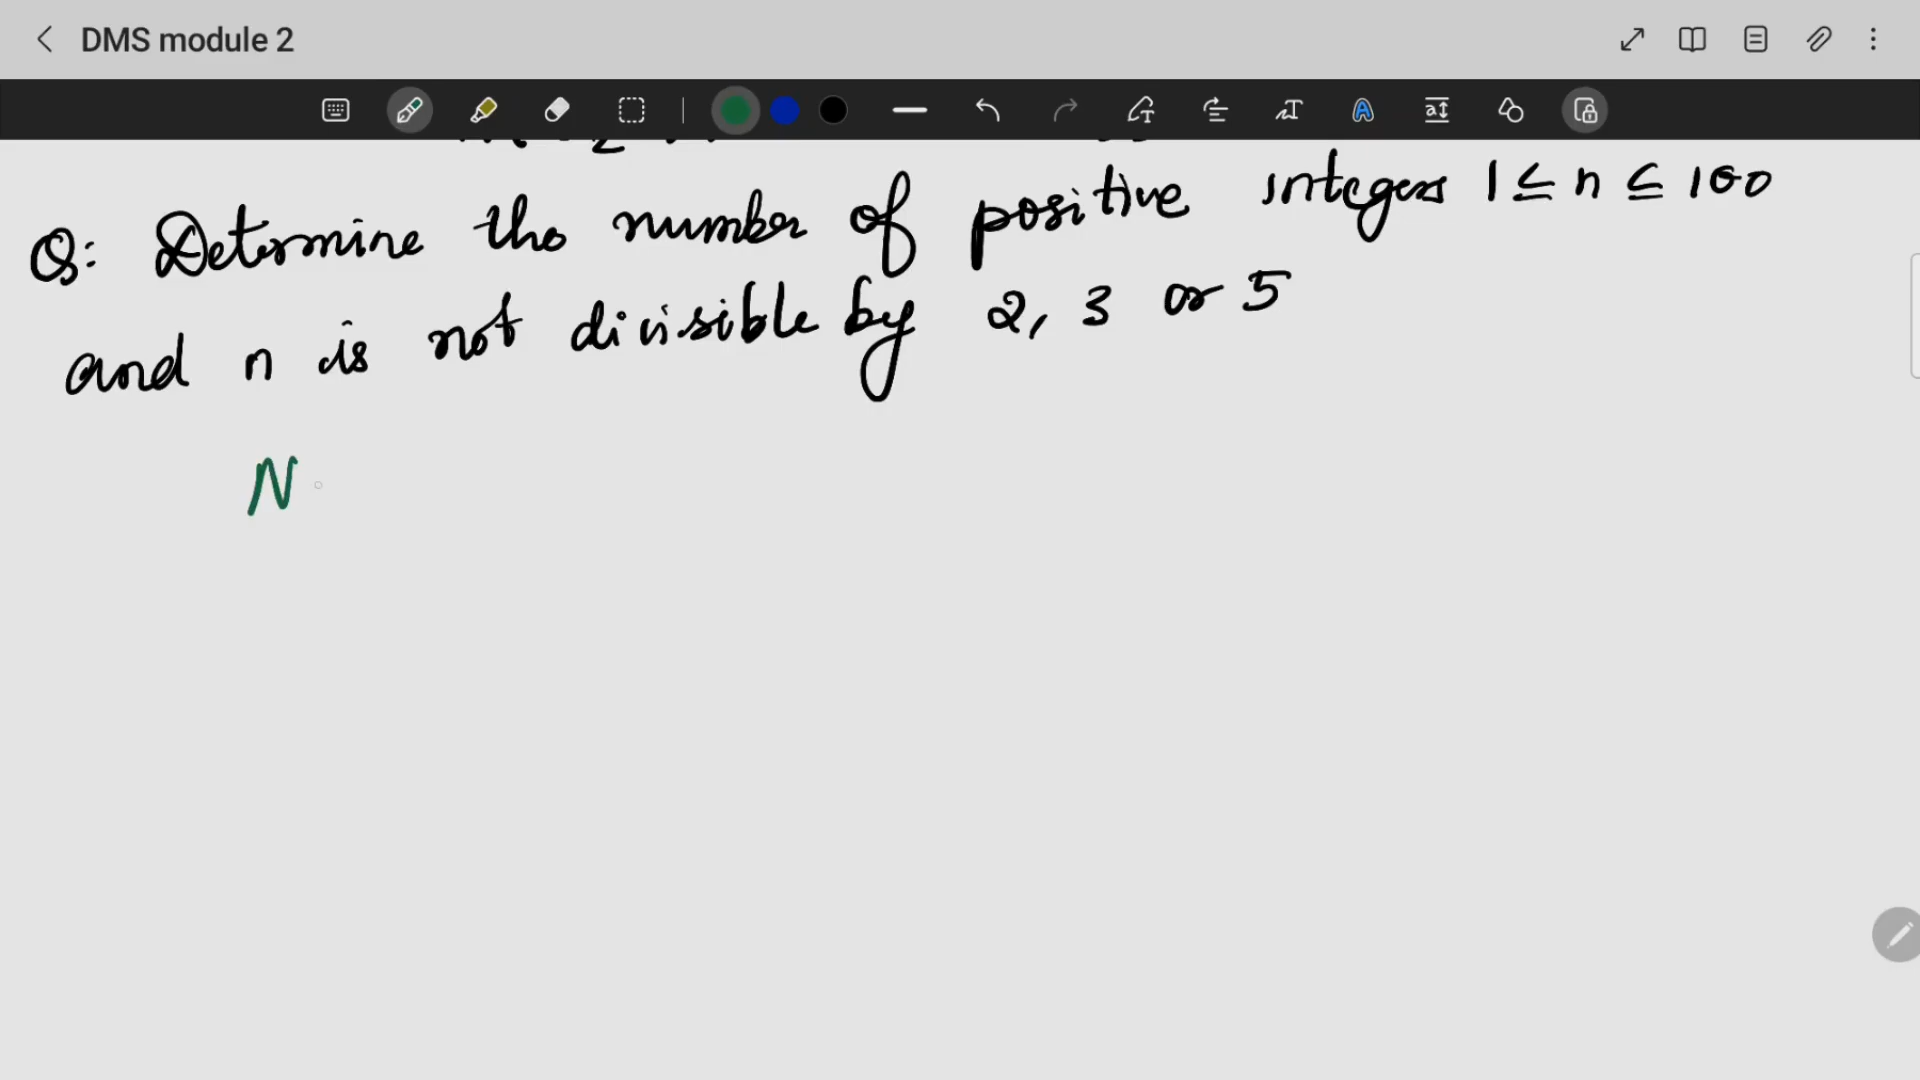 DMS module 2
Q: Determine the number of positive integers 1 ≤ n ≤ 100
and n is not divisible by 2, 3 or 5
N